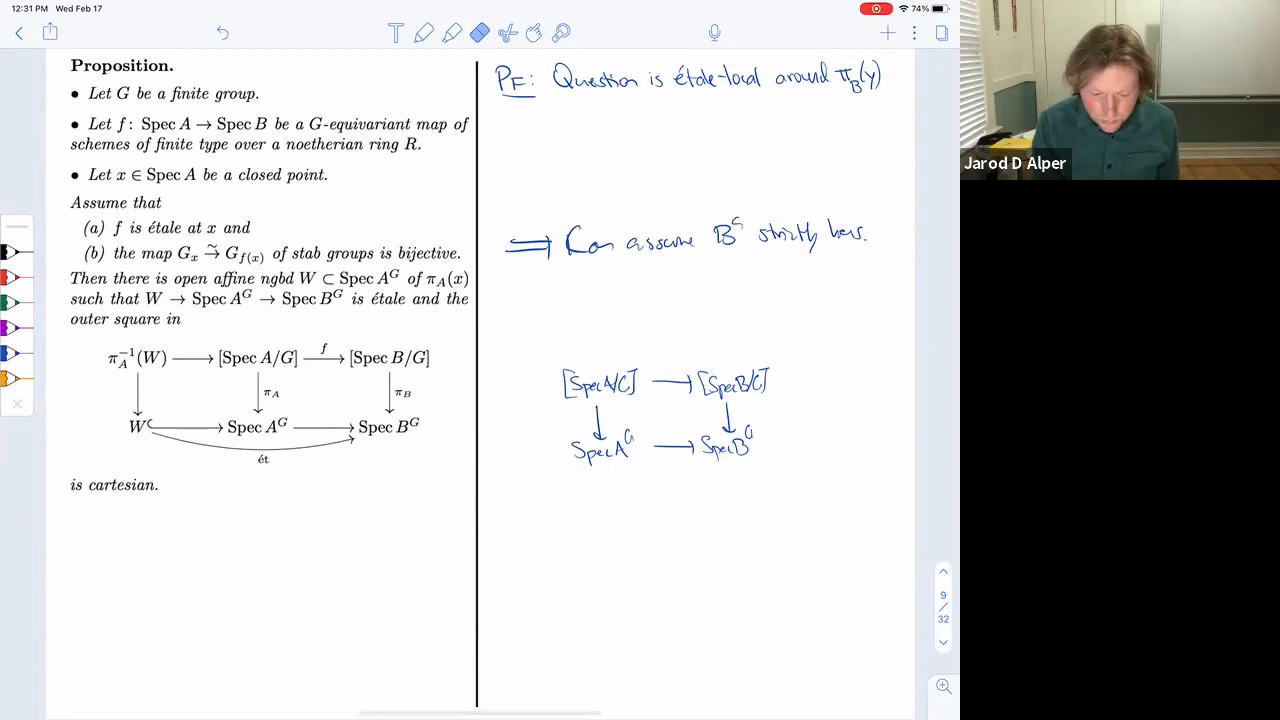 12:31 PM Wed Feb 17
74%
Proposition.
• Let G be a finite group.
• Let f: Spec A → Spec B be a G-equivariant map of
schemes of finite type over a noetherian ring R.
• Let x ∈ Spec A be a closed point.
Assume that
(a) f is étale at x and
(b) the map G_x ⥲ G_{f(x)} of stab groups is bijective.
Then there is open affine ngbd W ⊂ Spec A^G of π_A(x)
such that W → Spec A^G → Spec B^G is étale and the
outer square in
π_A^{-1}(W) → [Spec A/G] →f [Spec B/G]
π_A π_B
W ↪ Spec A^G → Spec B^G
ét
is cartesian.
PF: Question is étale-local around π_B(y)
⟹ Can assume B^G strictly hens.
[Spec A/G] → [Spec B/G]
↓ ↓
Spec A^G → Spec B^G
9
/
32
Jarod D Alper